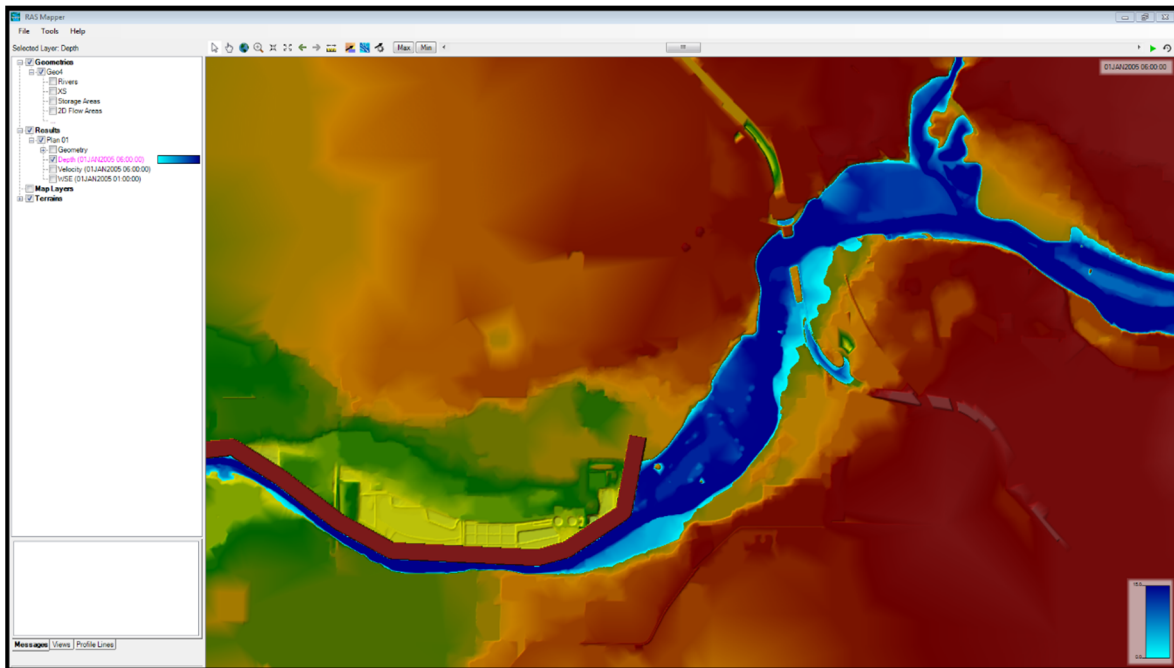 RAS Mapper
File Tools Help
Selected Layer: Depth
Max Min
Geometries
Geo4
Rivers
XS
Storage Areas
2D Flow Areas
...
Results
Plan 01
Geometry
Depth (01JAN2005 06:00:00)
Velocity (01JAN2005 06:00:00)
WSE (01JAN2005 01:00:00)
Map Layers
Terrains
01JAN2005 06:00:00
Messages Views Profile Lines